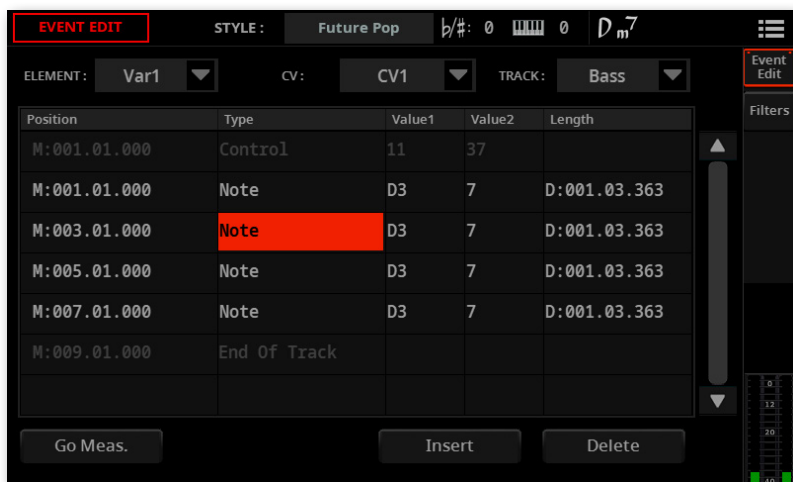 EVENT EDIT STYLE : Future Pop ♭/#: 0 0 D m7
ELEMENT : Var1 CV : CV1 TRACK : Bass
Event Edit
Filters
Position Type Value1 Value2 Length
M:001.01.000 Control 11 37
M:001.01.000 Note D3 7 D:001.03.363
M:003.01.000 Note D3 7 D:001.03.363
M:005.01.000 Note D3 7 D:001.03.363
M:007.01.000 Note D3 7 D:001.03.363
M:009.01.000 End Of Track
0
12
20
40
Go Meas. Insert Delete